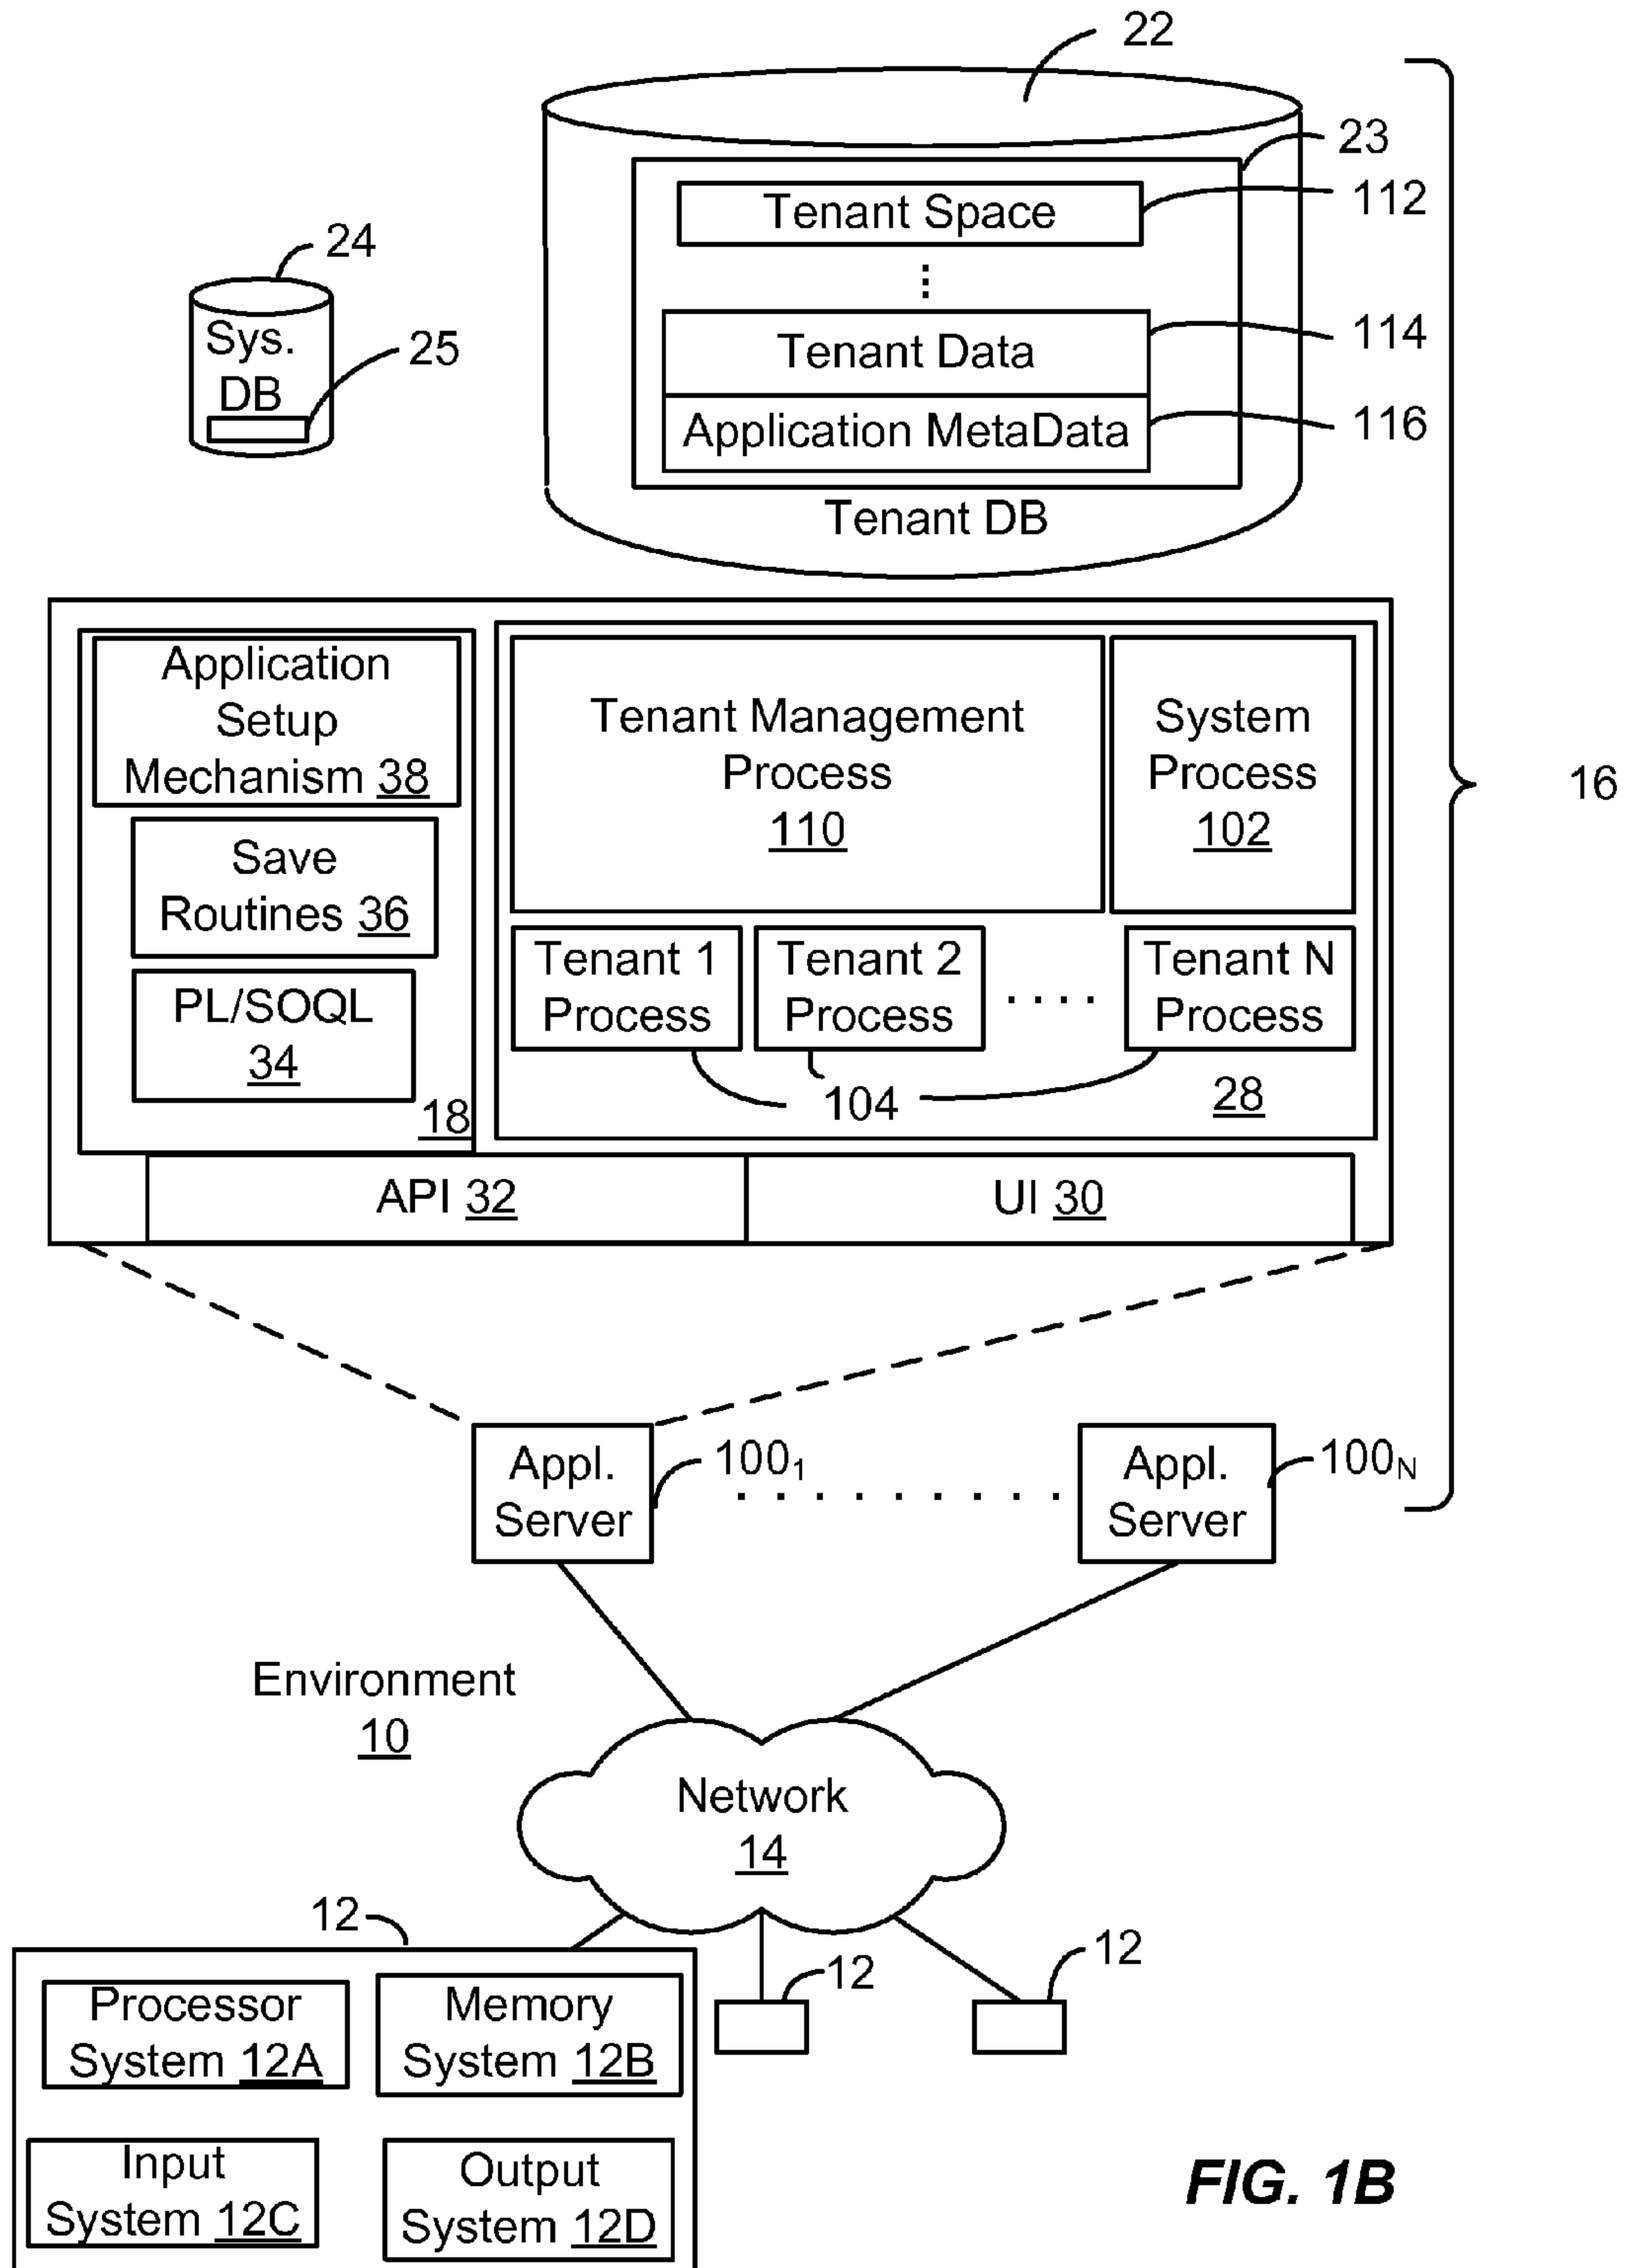 22
23
Tenant Space
112
24
Sys.
DB
25
Tenant Data
114
Application MetaData
116
Tenant DB
Application
Setup
Mechanism 38
Tenant Management
Process
110
System
Process
102
16
Save
Routines 36
Tenant 1
Process
Tenant 2
Process
. . . .
Tenant N
Process
PL/SOQL
34
104
28
18
API 32
UI 30
Appl.
Server
100₁
. . . . . . . . .
Appl.
Server
100N
Environment
10
Network
14
12
12
12
Processor
System 12A
Memory
System 12B
Input
System 12C
Output
System 12D
FIG. 1B